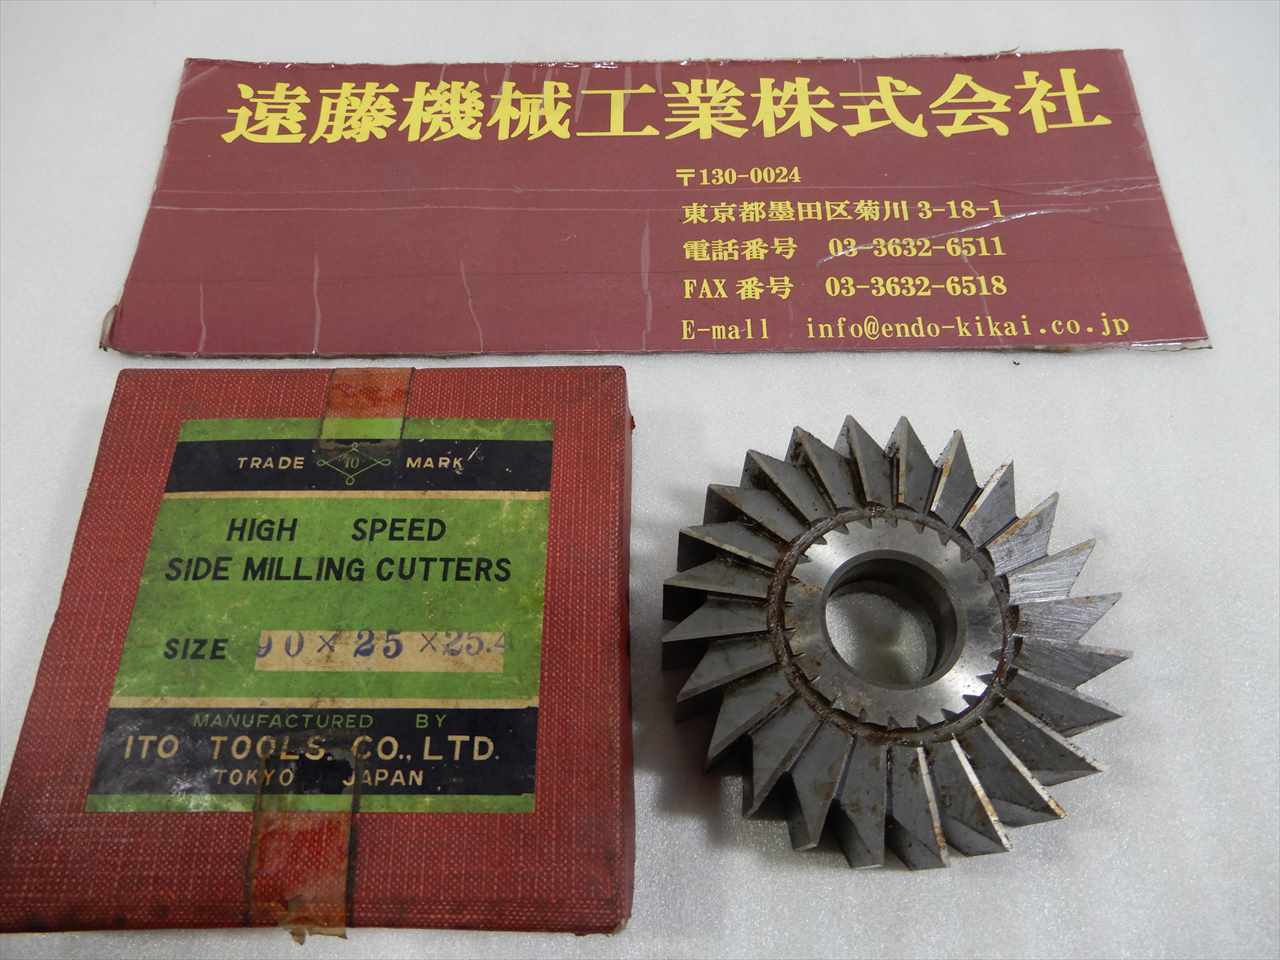 遠藤機械工業株式会社
〒130-0024
東京都墨田区菊川 3-18-1
電話番号 03-3632-6511
FAX 番号 03-3632-6518
E-mall info@endo-kikai.co.jp
TRADE MARK
HIGH SPEED
SIDE MILLING CUTTERS
SIZE 90×25×25.4
MANUFACTURED BY
ITO TOOLS. CO., LTD.
TOKYO JAPAN